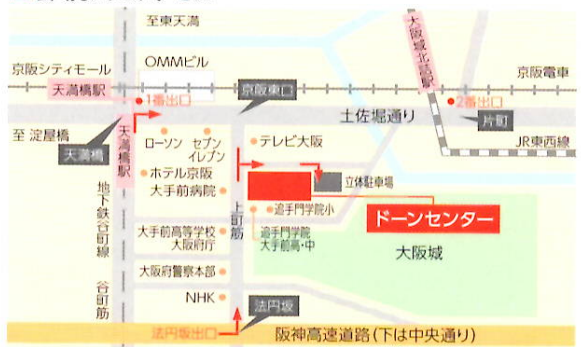 至東天満
大阪城北詰駅
OMMビル
京阪シティモール
京阪電車
天満橋駅
1番出口
京阪東口
2番出口
土佐堀通り
片町
至 淀屋橋
天満橋
天満橋駅
ローソン
セブン
イレブン
テレビ大阪
JR東西線
ホテル京阪
立体駐車場
大手前病院
地下鉄谷町線
上町筋
追手門学院小
ドーンセンター
大手前高等学校
大阪府庁
追手門学院
大手前高・中
大阪城
大阪府警察本部
谷町筋
NHK
法円坂
法円坂出口
阪神高速道路(下は中央通り)